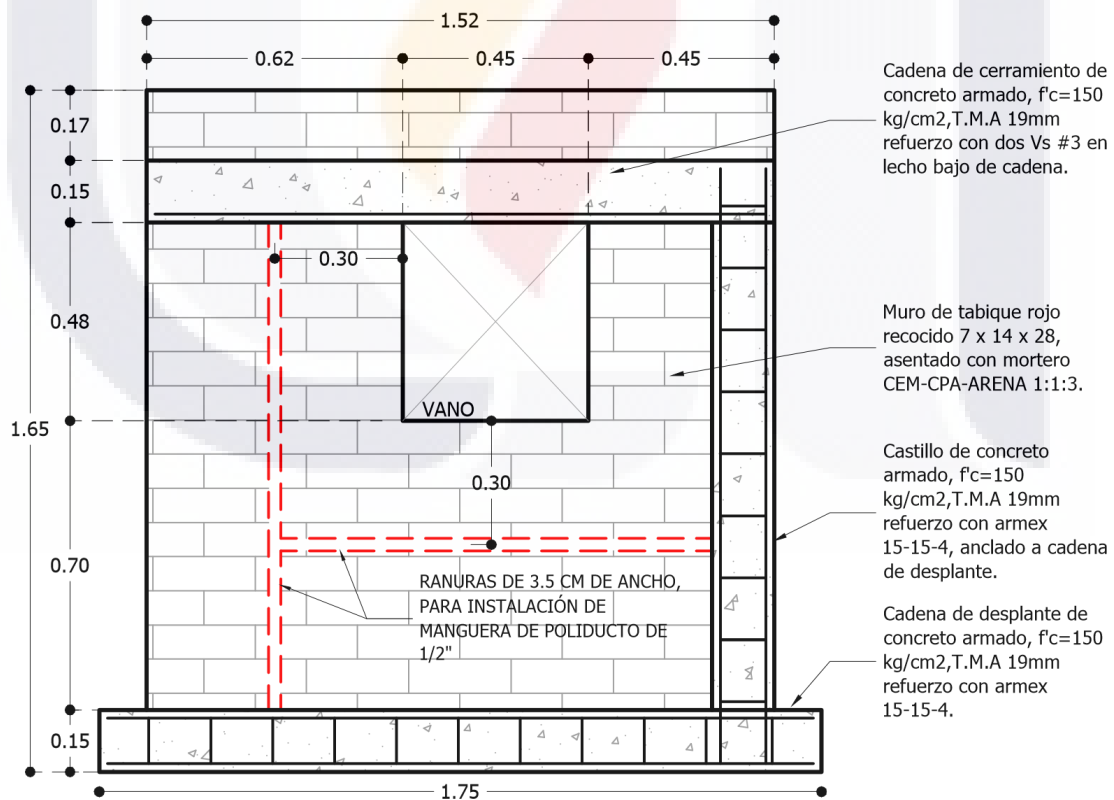 1.52
0.62
0.45
0.45
0.17
0.15
0.48
1.65
0.70
0.15
0.30
VANO
0.30
RANURAS DE 3.5 CM DE ANCHO,
PARA INSTALACIÓN DE
MANGUERA DE POLIDUCTO DE
1/2"
1.75
Cadena de cerramiento de
concreto armado, f'c=150
kg/cm2,T.M.A 19mm
refuerzo con dos Vs #3 en
lecho bajo de cadena.
Muro de tabique rojo
recocido 7 x 14 x 28,
asentado con mortero
CEM-CPA-ARENA 1:1:3.
Castillo de concreto
armado, f'c=150
kg/cm2,T.M.A 19mm
refuerzo con armex
15-15-4, anclado a cadena
de desplante.
Cadena de desplante de
concreto armado, f'c=150
kg/cm2,T.M.A 19mm
refuerzo con armex
15-15-4.